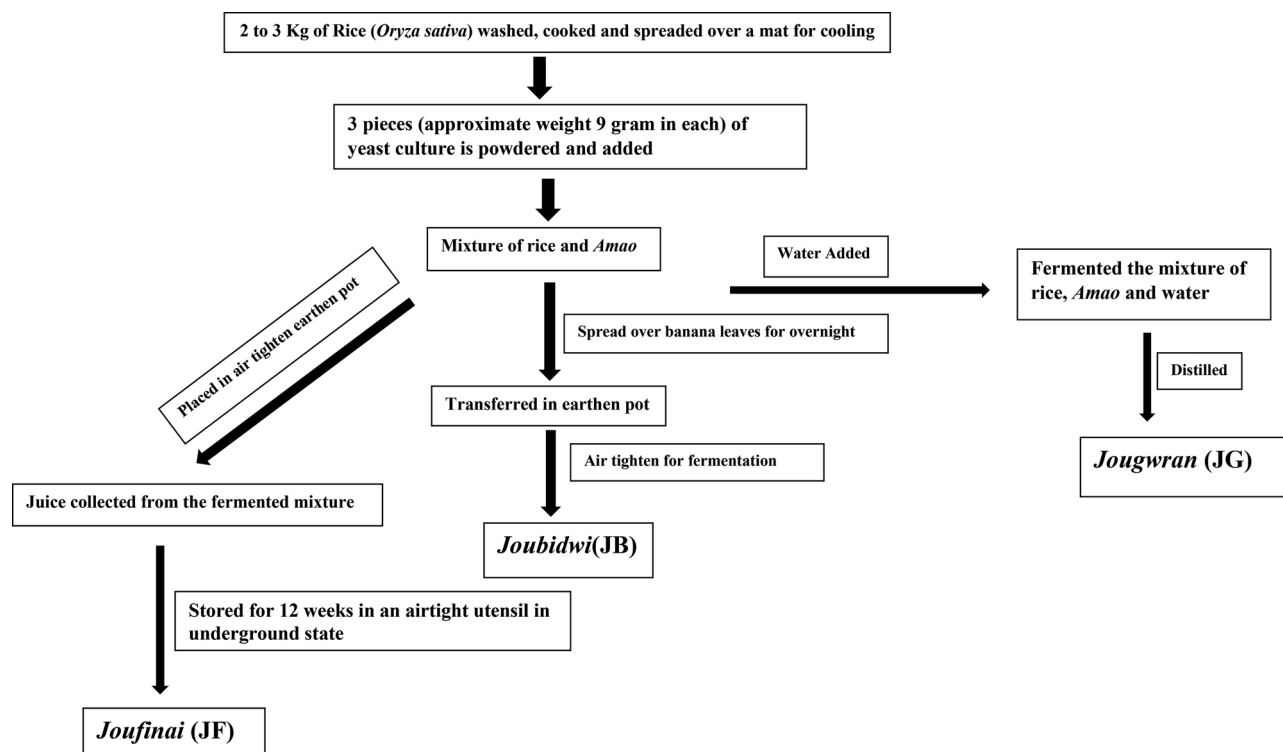 2 to 3 Kg of Rice (Oryza sativa) washed, cooked and spreaded over a mat for cooling
3 pieces (approximate weight 9 gram in each) of
yeast culture is powdered and added
Mixture of rice and Amao
Water Added
Fermented the mixture of
rice, Amao and water
Placed in air tighten earthen pot
Spread over banana leaves for overnight
Distilled
Transferred in earthen pot
Air tighten for fermentation
Jougwran (JG)
Juice collected from the fermented mixture
Joubidwi(JB)
Stored for 12 weeks in an airtight utensil in
underground state
Joufinai (JF)